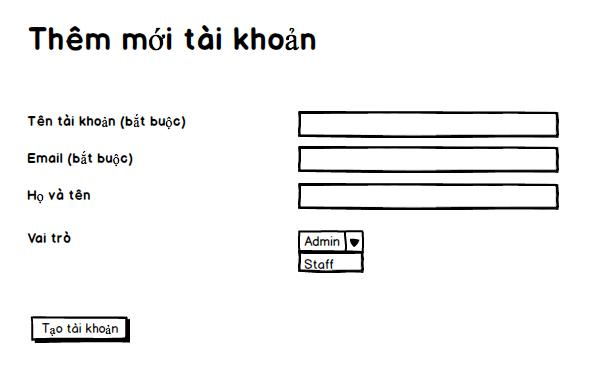 Thêm mới tài khoản
Tên tài khoản (bắt buộc)
Email (bắt buộc)
Họ và tên
Vai trò
Admin
Staff
Tạo tài khoản